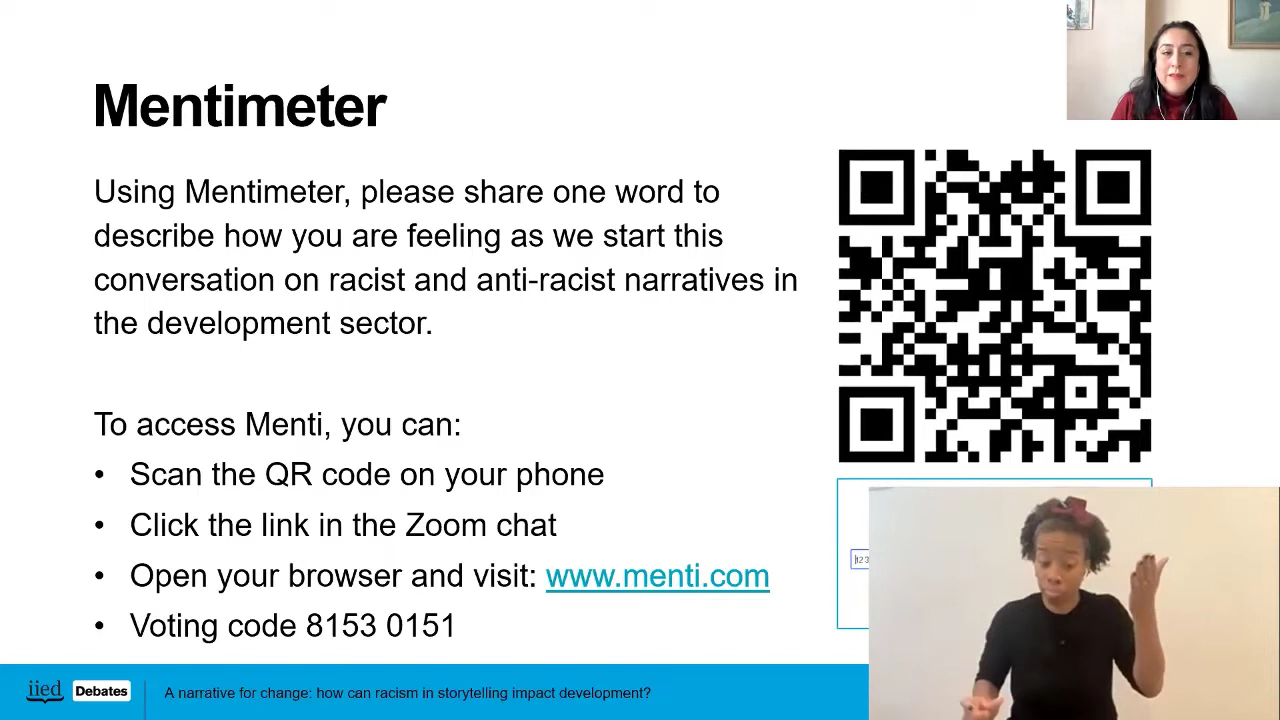 Mentimeter
Using Mentimeter, please share one word to
describe how you are feeling as we start this
conversation on racist and anti-racist narratives in
the development sector.
To access Menti, you can:
• Scan the QR code on your phone
• Click the link in the Zoom chat
• Open your browser and visit: www.menti.com
• Voting code 8153 0151
123
iied Debates
A narrative for change: how can racism in storytelling impact development?